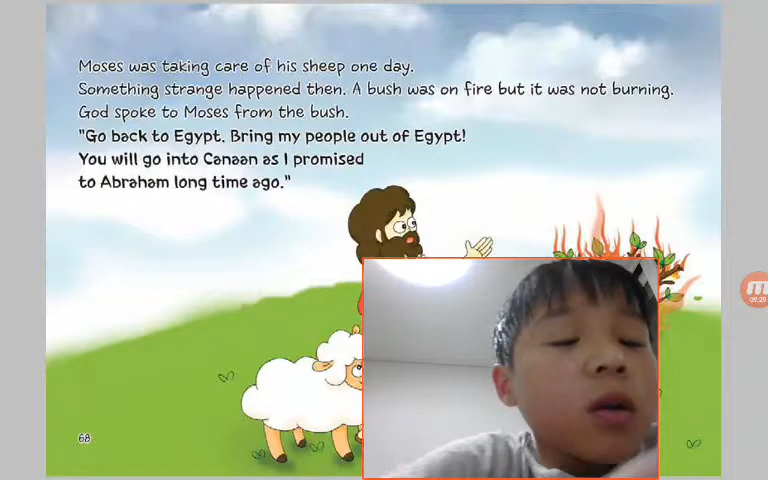 Moses was taking care of his sheep one day.
Something strange happened then. A bush was on fire but it was not burning.
God spoke to Moses from the bush.
"Go back to Egypt. Bring my people out of Egypt!
You will go into Canaan as I promised
to Abraham long time ago."
68
M
09:29